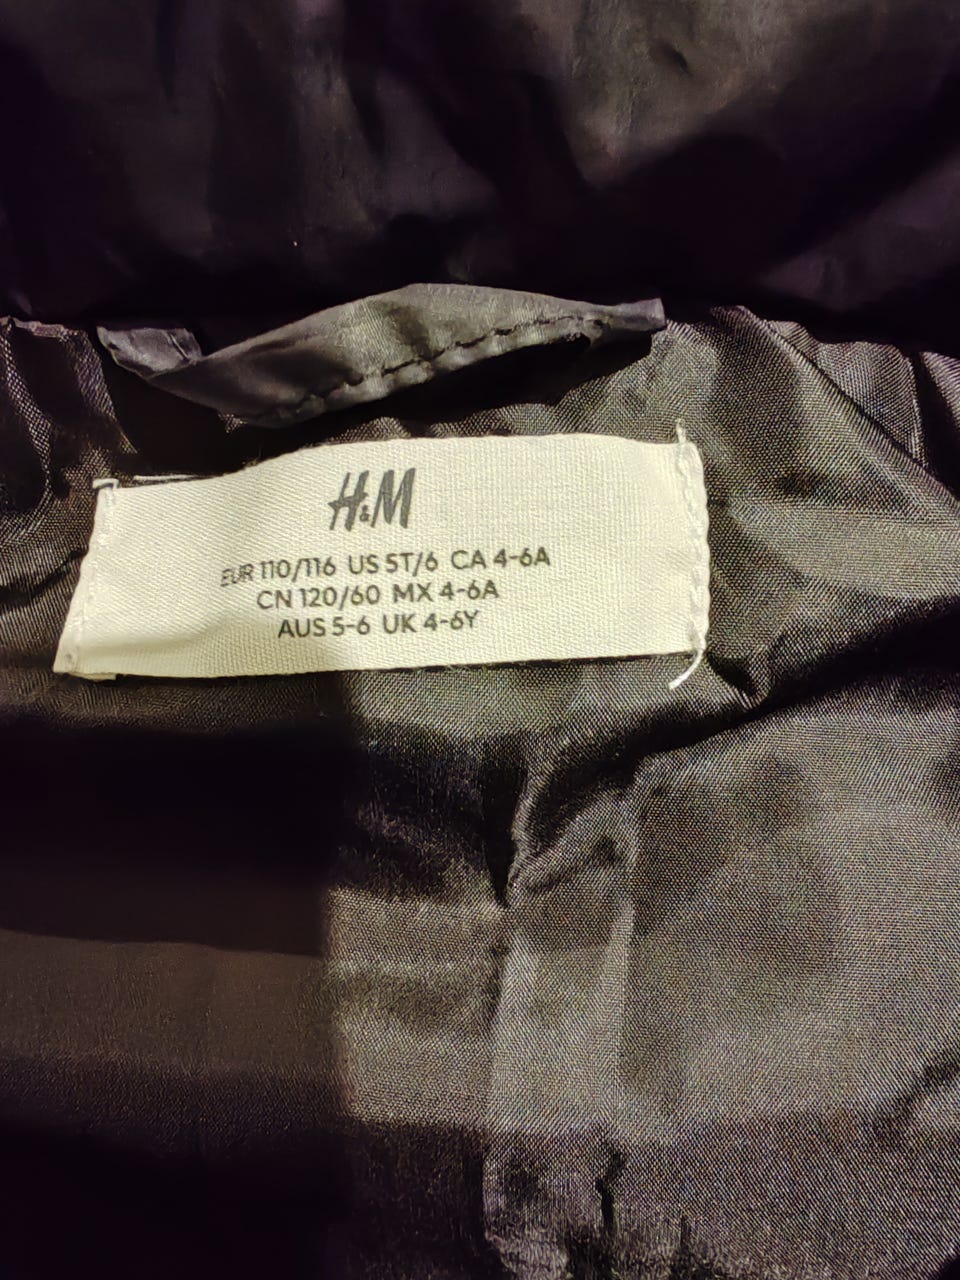 H&M
EUR 110/116 US 5T/6 CA 4-6A
CN 120/60 MX 4-6A
AUS 5-6 UK 4-6Y